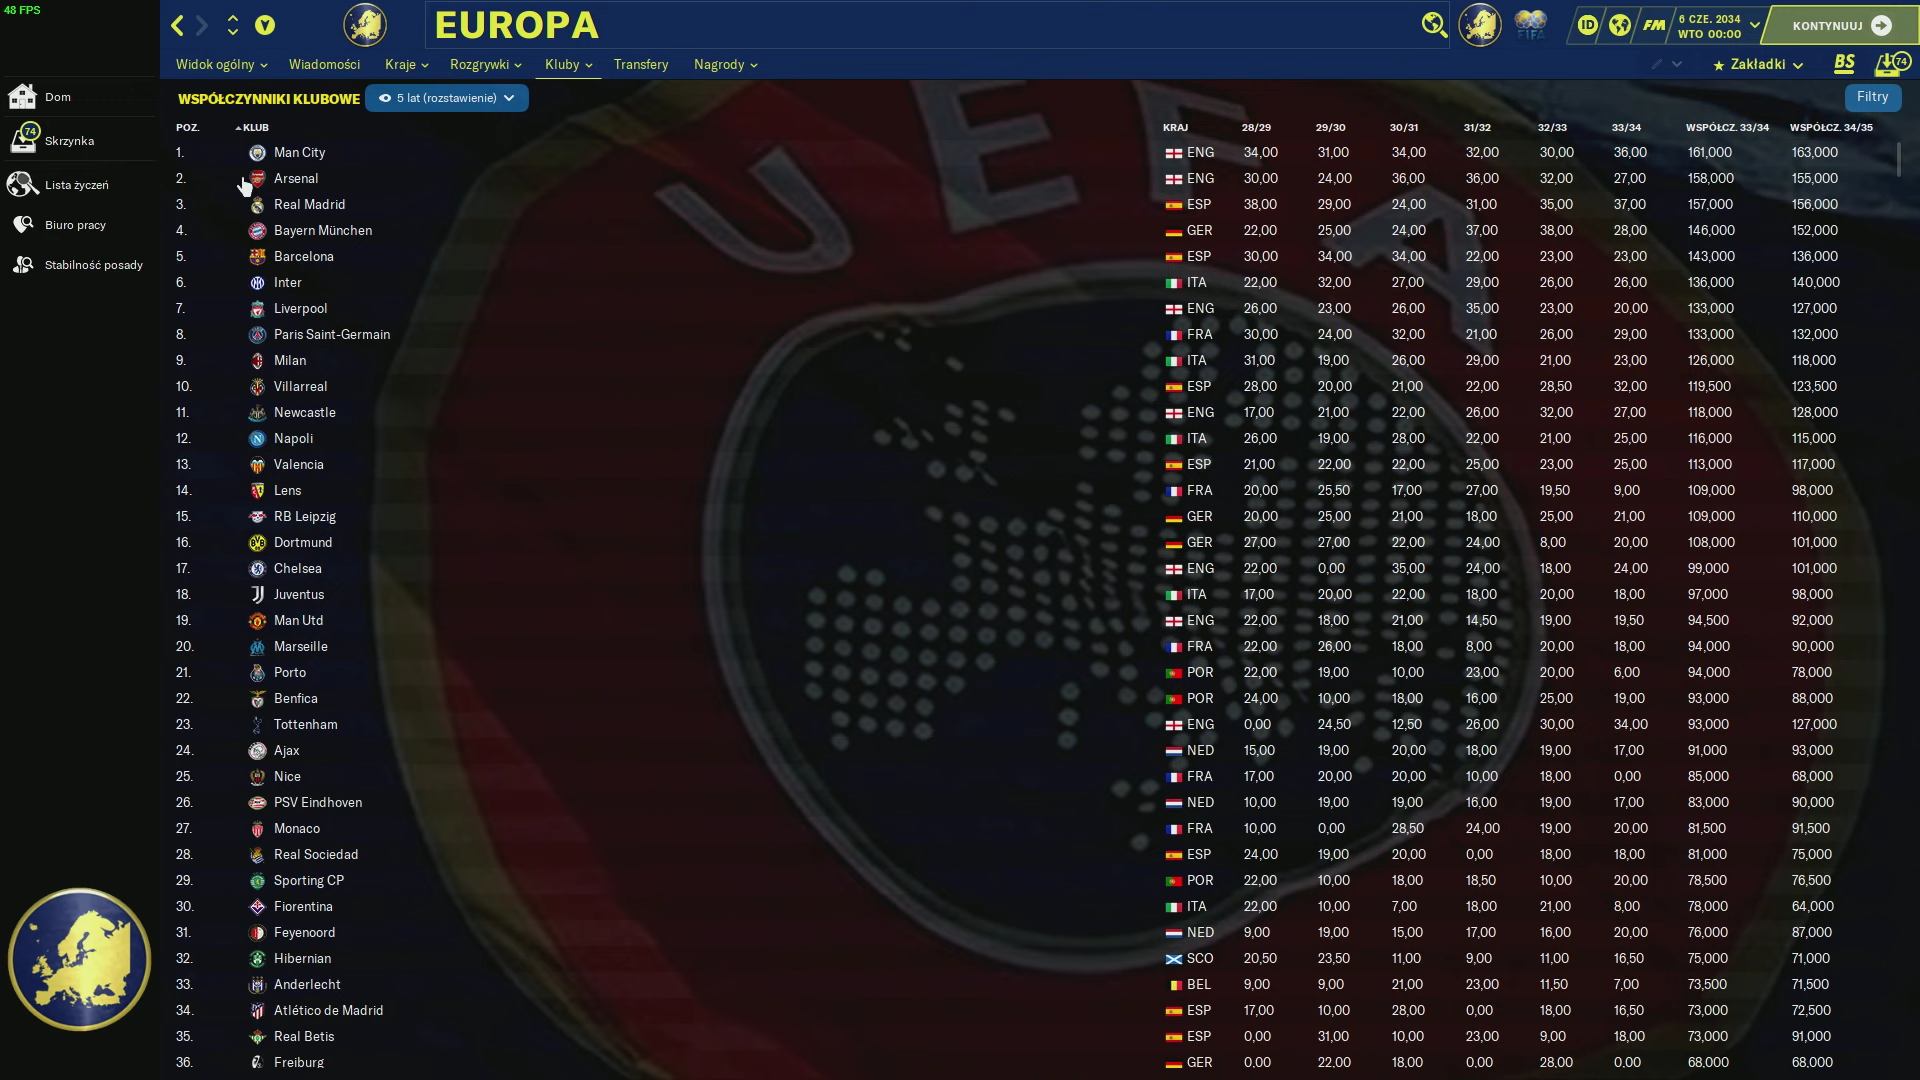 48 FPS
EUROPA
6 CZE. 2034
WTO 00:00
KONTYNUUJ
ID
FM
FIFA
Widok ogólny
Wiadomości
Kraje
Rozgrywki
Kluby
Transfery
Nagrody
Zakładki
BS
74
Dom
74
Skrzynka
Lista życzeń
Biuro pracy
Stabilność posady
WSPÓŁCZYNNIKI KLUBOWE
5 lat (rozstawienie)
Filtry
UEFA
POZ. KLUB KRAJ 28/29 29/30 30/31 31/32 32/33 33/34 WSPÓŁCZ. 33/34 WSPÓŁCZ. 34/35
1. Man City ENG 34,00 31,00 34,00 32,00 30,00 36,00 161,000 163,000
2. Arsenal ENG 30,00 24,00 36,00 36,00 32,00 27,00 158,000 155,000
3. Real Madrid ESP 38,00 29,00 24,00 31,00 35,00 37,00 157,000 156,000
4. Bayern München GER 22,00 25,00 24,00 37,00 38,00 28,00 146,000 152,000
5. Barcelona ESP 30,00 34,00 34,00 22,00 23,00 23,00 143,000 136,000
6. Inter ITA 22,00 32,00 27,00 29,00 26,00 26,00 136,000 140,000
7. Liverpool ENG 26,00 23,00 26,00 35,00 23,00 20,00 133,000 127,000
8. Paris Saint-Germain FRA 30,00 24,00 32,00 21,00 26,00 29,00 133,000 132,000
9. Milan ITA 31,00 19,00 26,00 29,00 21,00 23,00 126,000 118,000
10. Villarreal ESP 28,00 20,00 21,00 22,00 28,50 32,00 119,500 123,500
11. Newcastle ENG 17,00 21,00 22,00 26,00 32,00 27,00 118,000 128,000
12. Napoli ITA 26,00 19,00 28,00 22,00 21,00 25,00 116,000 115,000
13. Valencia ESP 21,00 22,00 22,00 25,00 23,00 25,00 113,000 117,000
14. Lens FRA 20,00 25,50 17,00 27,00 19,50 9,00 109,000 98,000
15. RB Leipzig GER 20,00 25,00 21,00 18,00 25,00 21,00 109,000 110,000
16. Dortmund GER 27,00 27,00 22,00 24,00 8,00 20,00 108,000 101,000
17. Chelsea ENG 22,00 0,00 35,00 24,00 18,00 24,00 99,000 101,000
18. Juventus ITA 17,00 20,00 22,00 18,00 20,00 18,00 97,000 98,000
19. Man Utd ENG 22,00 18,00 21,00 14,50 19,00 19,50 94,500 92,000
20. Marseille FRA 22,00 26,00 18,00 8,00 20,00 18,00 94,000 90,000
21. Porto POR 22,00 19,00 10,00 23,00 20,00 6,00 94,000 78,000
22. Benfica POR 24,00 10,00 18,00 16,00 25,00 19,00 93,000 88,000
23. Tottenham ENG 0,00 24,50 12,50 26,00 30,00 34,00 93,000 127,000
24. Ajax NED 15,00 19,00 20,00 18,00 19,00 17,00 91,000 93,000
25. Nice FRA 17,00 20,00 20,00 10,00 18,00 0,00 85,000 68,000
26. PSV Eindhoven NED 10,00 19,00 19,00 16,00 19,00 17,00 83,000 90,000
27. Monaco FRA 10,00 0,00 28,50 24,00 19,00 20,00 81,500 91,500
28. Real Sociedad ESP 24,00 19,00 20,00 0,00 18,00 18,00 81,000 75,000
29. Sporting CP POR 22,00 10,00 18,00 18,50 10,00 20,00 78,500 76,500
30. Fiorentina ITA 22,00 10,00 7,00 18,00 21,00 8,00 78,000 64,000
31. Feyenoord NED 9,00 19,00 15,00 17,00 16,00 20,00 76,000 87,000
32. Hibernian SCO 20,50 23,50 11,00 9,00 11,00 16,50 75,000 71,000
33. Anderlecht BEL 9,00 9,00 21,00 23,00 11,50 7,00 73,500 71,500
34. Atlético de Madrid ESP 17,00 10,00 28,00 0,00 18,00 16,50 73,000 72,500
35. Real Betis ESP 0,00 31,00 10,00 23,00 9,00 18,00 73,000 91,000
36. Freiburg GER 0,00 22,00 18,00 0,00 28,00 0,00 68,000 68,000